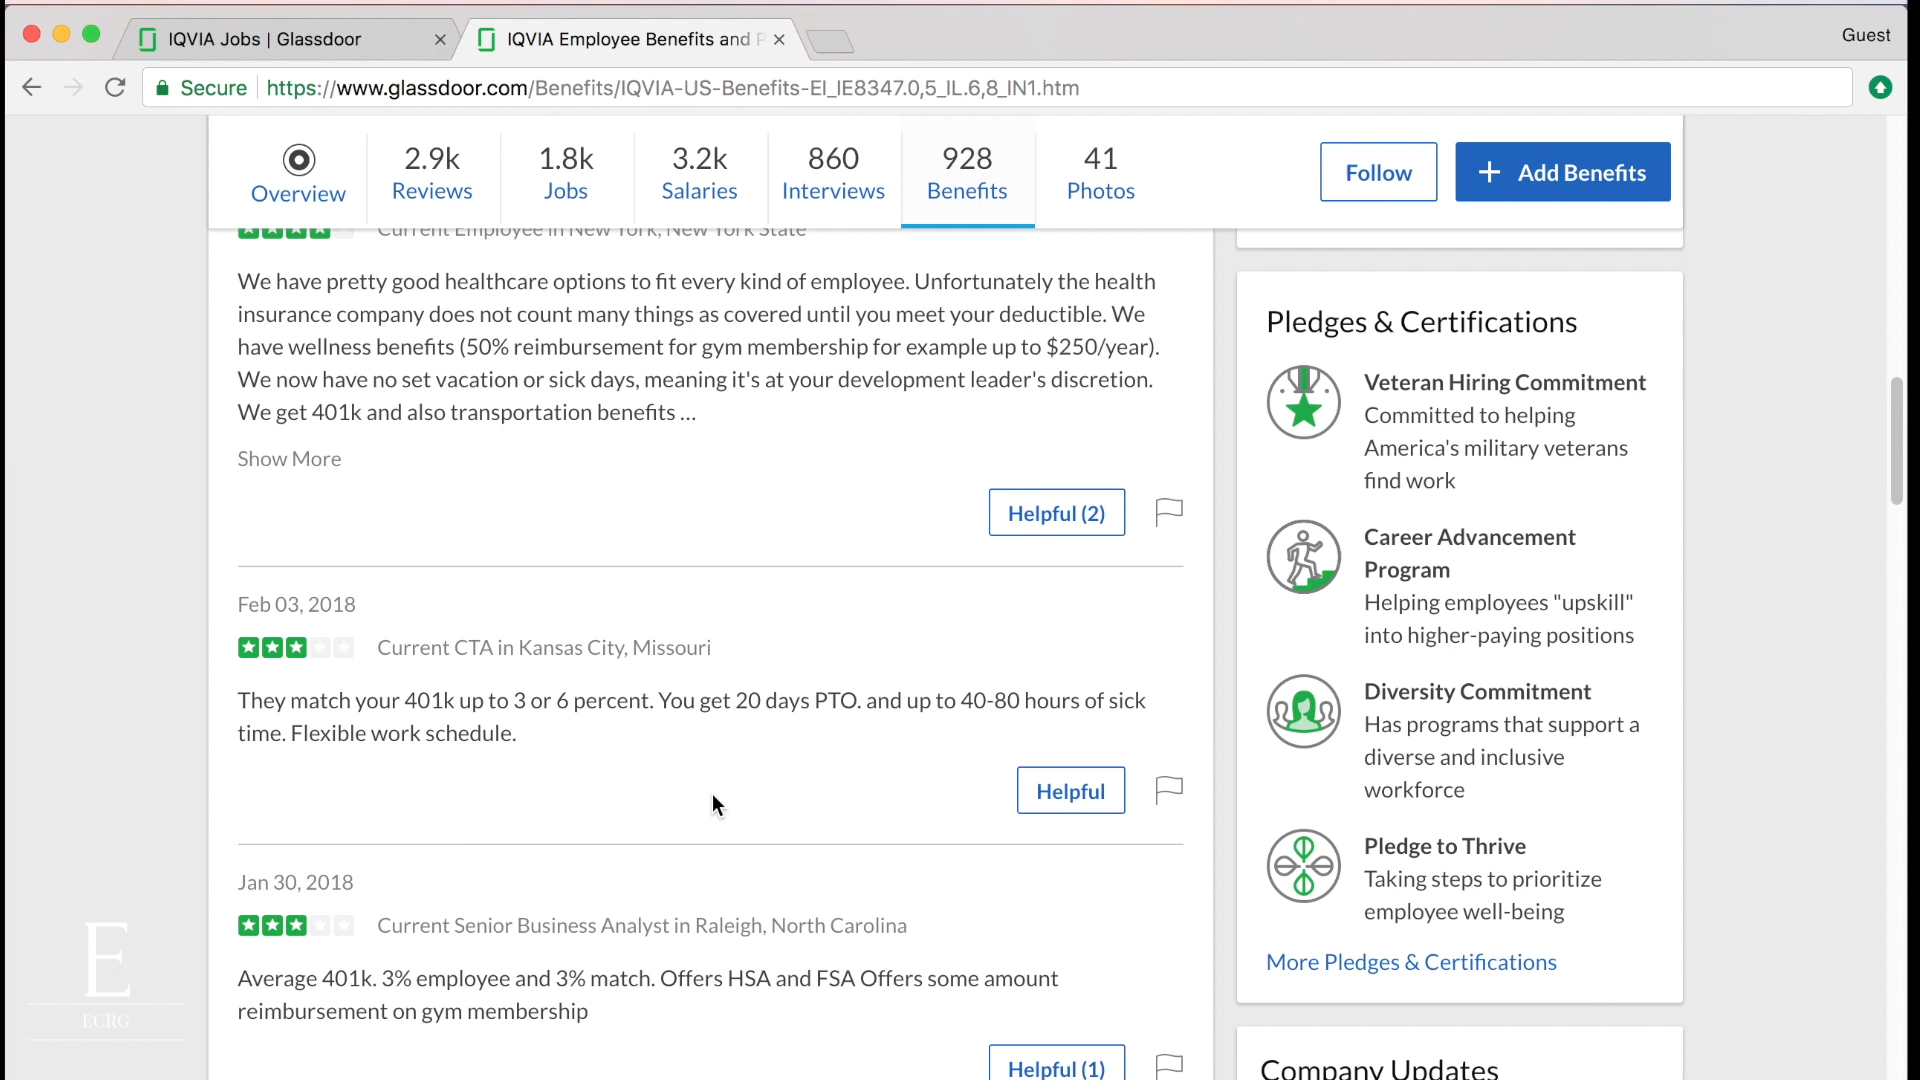 IQVIA Jobs | Glassdoor
IQVIA Employee Benefits and P
Guest
Secure
https://www.glassdoor.com/Benefits/IQVIA-US-Benefits-EI_IE8347.0,5_IL.6,8_IN1.htm
Overview
2.9k
Reviews
1.8k
Jobs
3.2k
Salaries
860
Interviews
928
Benefits
41
Photos
Follow
+ Add Benefits
Current Employee in New York, New York State
We have pretty good healthcare options to fit every kind of employee. Unfortunately the health
insurance company does not count many things as covered until you meet your deductible. We
have wellness benefits (50% reimbursement for gym membership for example up to $250/year).
We now have no set vacation or sick days, meaning it's at your development leader's discretion.
We get 401k and also transportation benefits ...
Show More
Helpful (2)
Feb 03, 2018
Current CTA in Kansas City, Missouri
They match your 401k up to 3 or 6 percent. You get 20 days PTO. and up to 40-80 hours of sick
time. Flexible work schedule.
Helpful
Jan 30, 2018
Current Senior Business Analyst in Raleigh, North Carolina
Average 401k. 3% employee and 3% match. Offers HSA and FSA Offers some amount
reimbursement on gym membership
Helpful (1)
Pledges & Certifications
Veteran Hiring Commitment
Committed to helping
America's military veterans
find work
Career Advancement
Program
Helping employees "upskill"
into higher-paying positions
Diversity Commitment
Has programs that support a
diverse and inclusive
workforce
Pledge to Thrive
Taking steps to prioritize
employee well-being
More Pledges & Certifications
Company Updates
E
ECRG